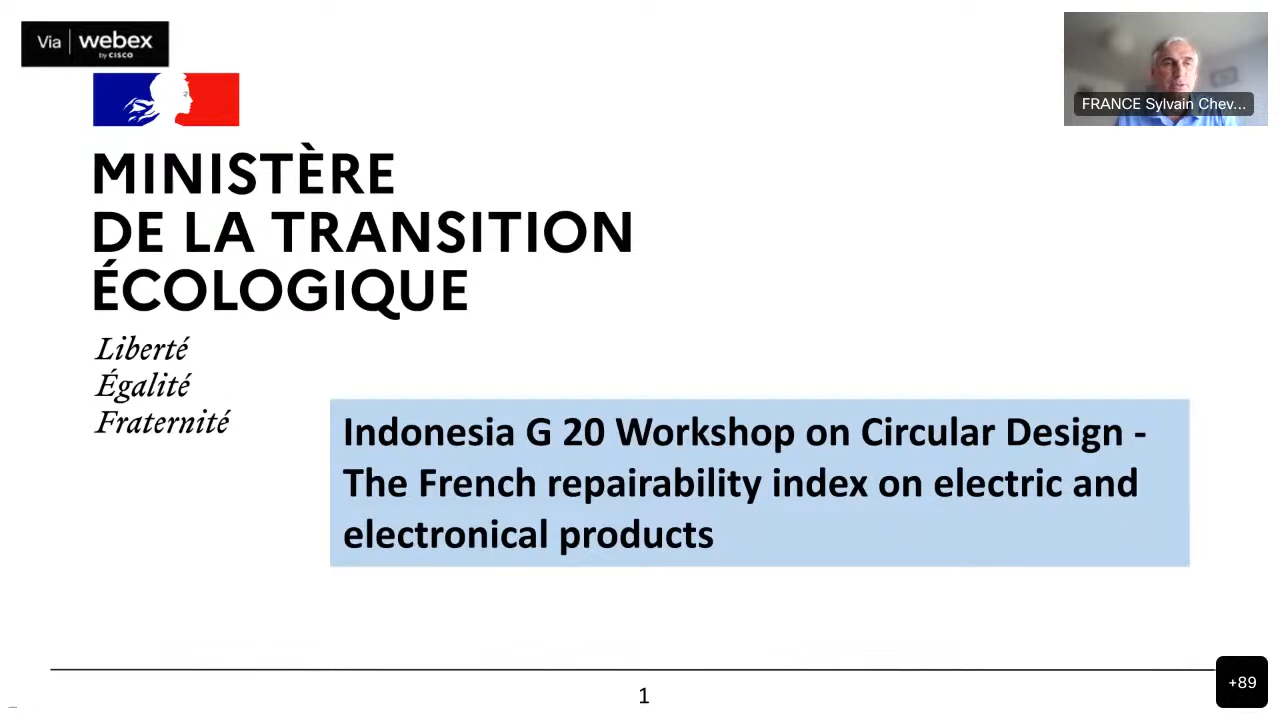 Via webex
by CISCO
FRANCE Sylvain Chev...
MINISTÈRE
DE LA TRANSITION
ÉCOLOGIQUE
Liberté
Égalité
Fraternité
Indonesia G 20 Workshop on Circular Design -
The French repairability index on electric and
electronical products
1
+89